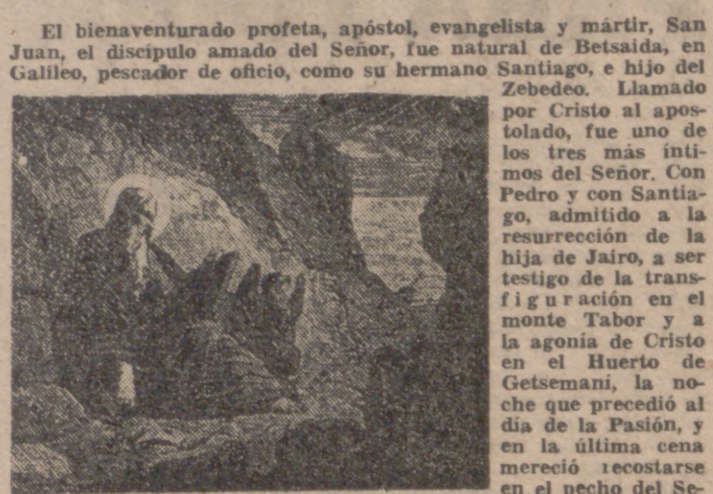 El bienaventurado profeta, apóstol, evangelista y mártir, San
Juan, el discípulo amado del Señor, fue natural de Betsaida, en
Galileo, pescador de oficio, como su hermano Santiago, e hijo del
Zebedeo. Llamado
por Cristo al apos-
tolado, fue uno de
los tres más ínti-
mos del Señor. Con
Pedro y con Santia-
go, admitido a la
resurrección de la
hija de Jairo, a ser
testigo de la trans-
figuración en el
monte Tabor y a
la agonía de Cristo
en el Huerto de
Getsemaní, la no-
che que precedió al
día de la Pasión, y
en la última cena
mereció recostarse
en el pecho del Se-